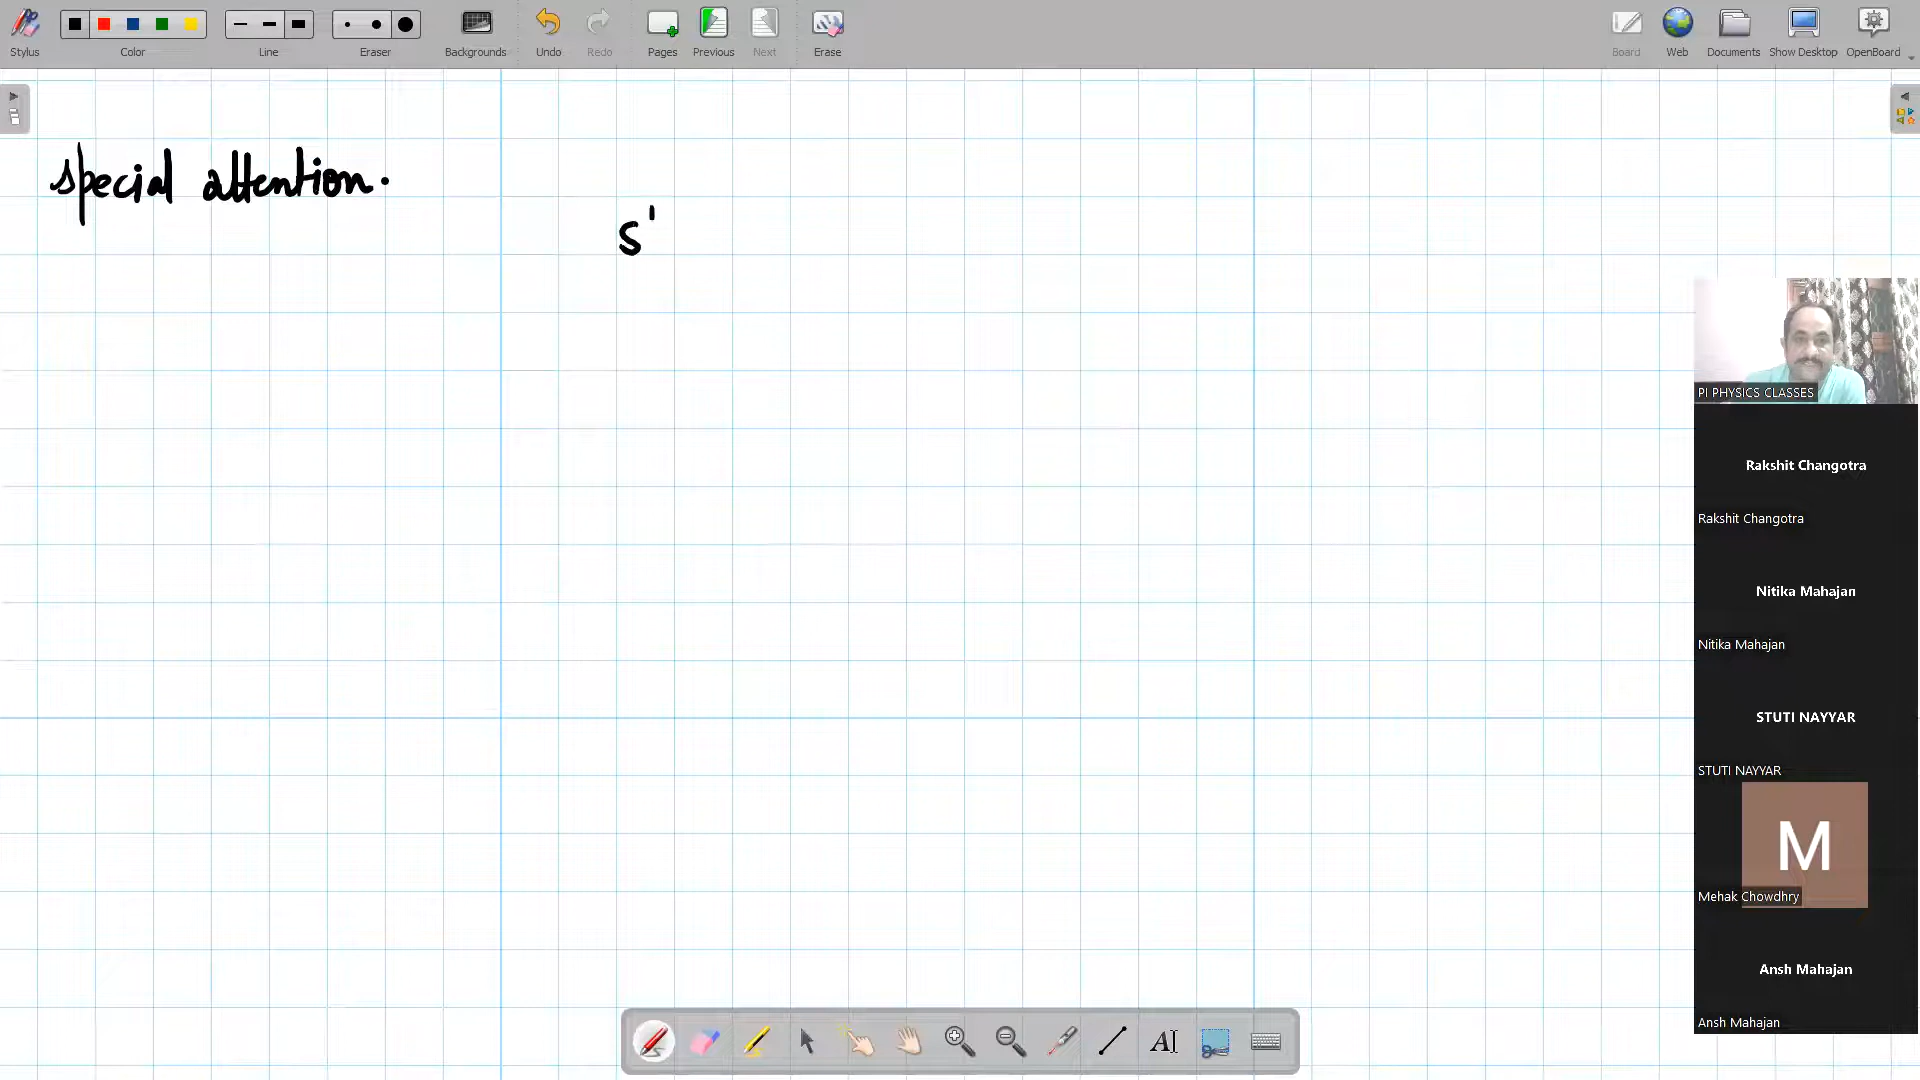 Stylus
Color
Line
Eraser
Backgrounds
Undo
Redo
Pages
Previous
Next
Erase
Board
Web
Documents
Show Desktop
OpenBoard
special attention.
s'
PI PHYSICS CLASSES
Rakshit Changotra
Rakshit Changotra
Nitika Mahajan
Nitika Mahajan
STUTI NAYYAR
STUTI NAYYAR
M
Mehak Chowdhry
Ansh Mahajan
Ansh Mahajan
AI